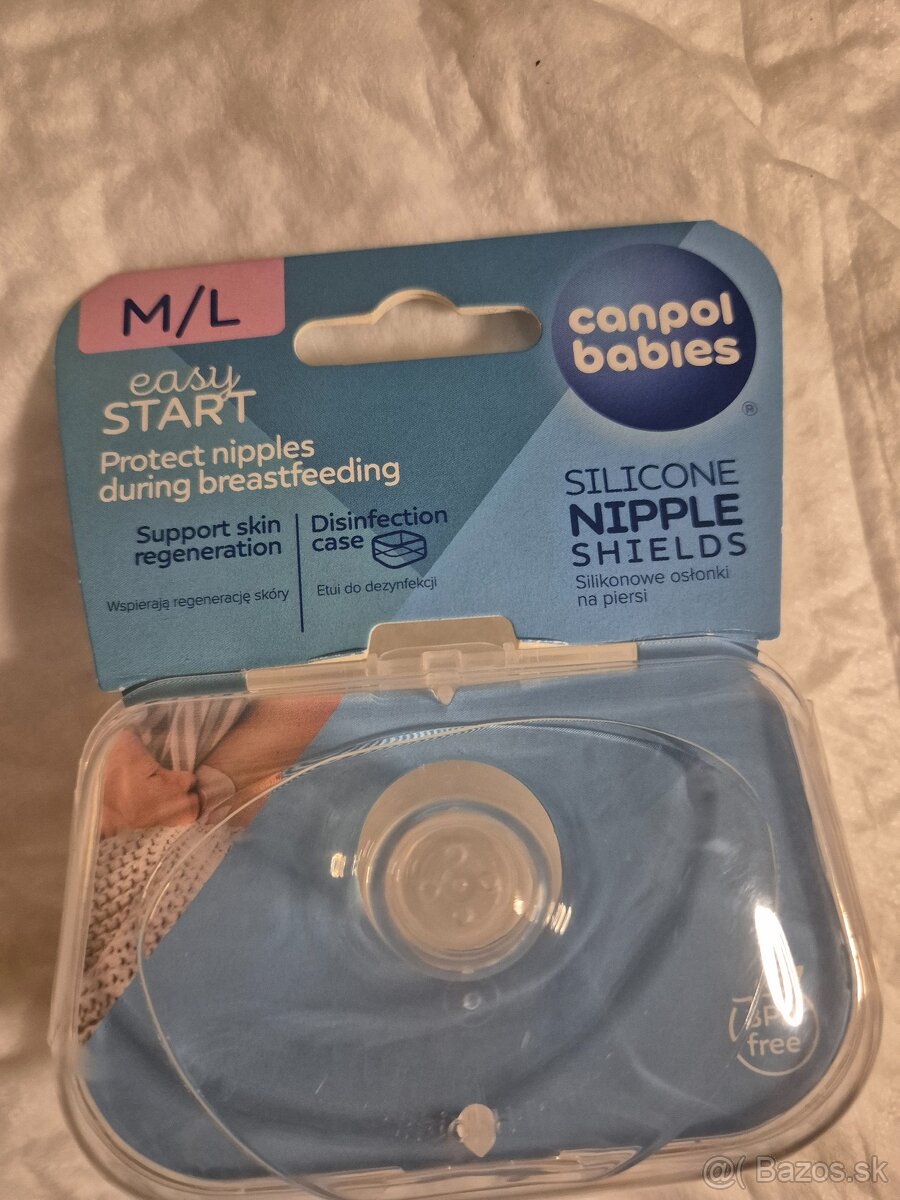 M/L
canpol
babies
®
easy
START
Protect nipples
during breastfeeding
Support skin
regeneration
Wspierają regenerację skóry
Disinfection
case
Etui do dezynfekcji
SILICONE
NIPPLE
SHIELDS
Silikonowe osłonki
na piersi
free
@( Bazos.sk